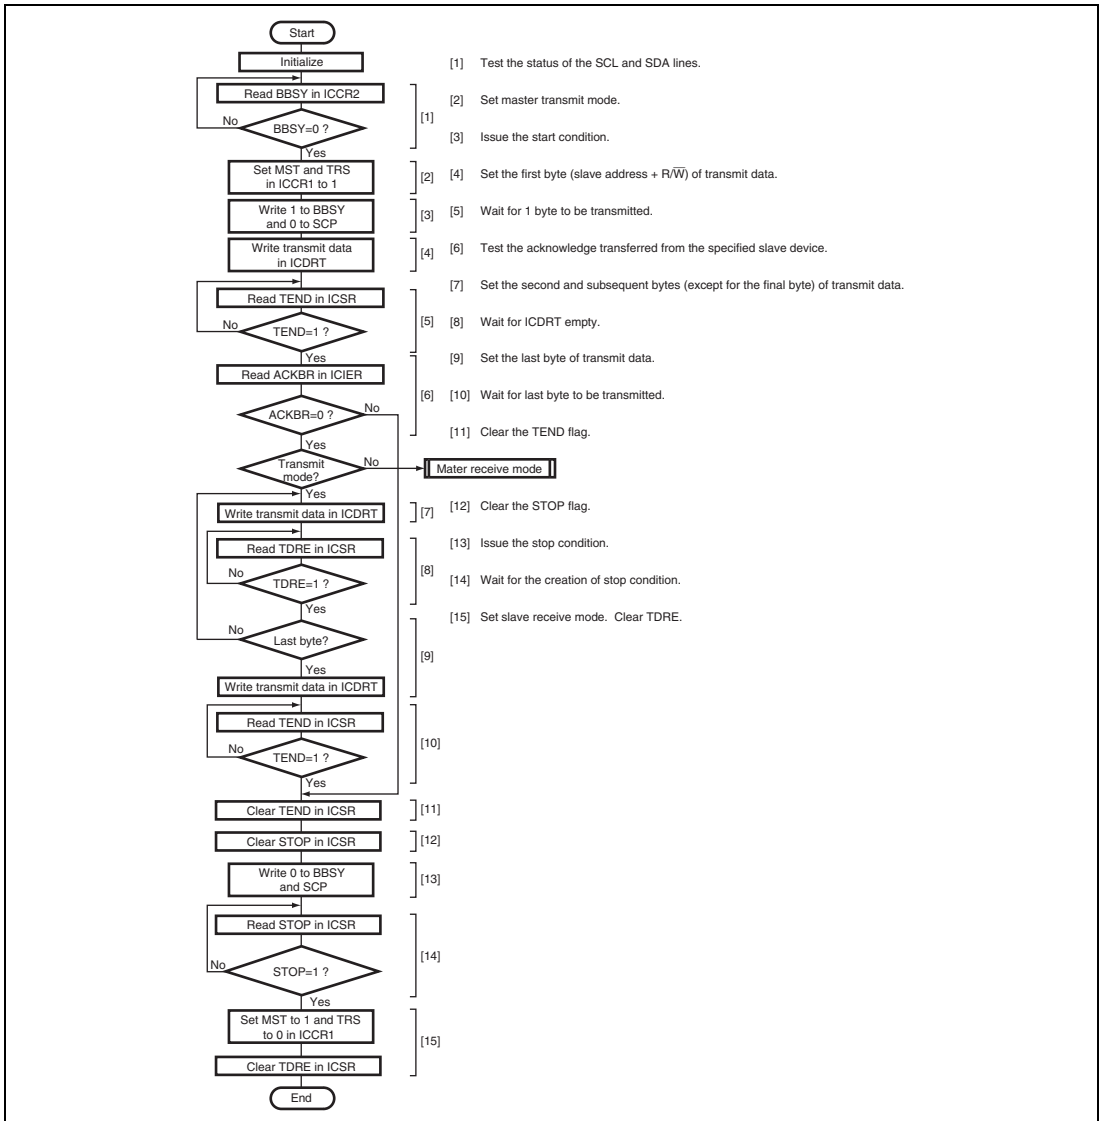 Start
Initialize
Read BBSY in ICCR2
No
BBSY=0 ?
[1]
Yes
Set MST and TRS
in ICCR1 to 1
[2]
Write 1 to BBSY
and 0 to SCP
[3]
Write transmit data
in ICDRT
[4]
Read TEND in ICSR
No
TEND=1 ?
[5]
Yes
Read ACKBR in ICIER
[6]
ACKBR=0 ?
No
Yes
Transmit
mode?
No
Mater receive mode
Yes
Write transmit data in ICDRT
[7]
Read TDRE in ICSR
No
TDRE=1 ?
[8]
Yes
No
Last byte?
[9]
Yes
Write transmit data in ICDRT
Read TEND in ICSR
No
TEND=1 ?
[10]
Yes
Clear TEND in ICSR
[11]
Clear STOP in ICSR
[12]
Write 0 to BBSY
and SCP
[13]
Read STOP in ICSR
No
STOP=1 ?
[14]
Yes
Set MST to 1 and TRS
to 0 in ICCR1
[15]
Clear TDRE in ICSR
End
[1] Test the status of the SCL and SDA lines.
[2] Set master transmit mode.
[3] Issue the start condition.
[4] Set the first byte (slave address + R/W̅) of transmit data.
[5] Wait for 1 byte to be transmitted.
[6] Test the acknowledge transferred from the specified slave device.
[7] Set the second and subsequent bytes (except for the final byte) of transmit data.
[8] Wait for ICDRT empty.
[9] Set the last byte of transmit data.
[10] Wait for last byte to be transmitted.
[11] Clear the TEND flag.
[12] Clear the STOP flag.
[13] Issue the stop condition.
[14] Wait for the creation of stop condition.
[15] Set slave receive mode. Clear TDRE.